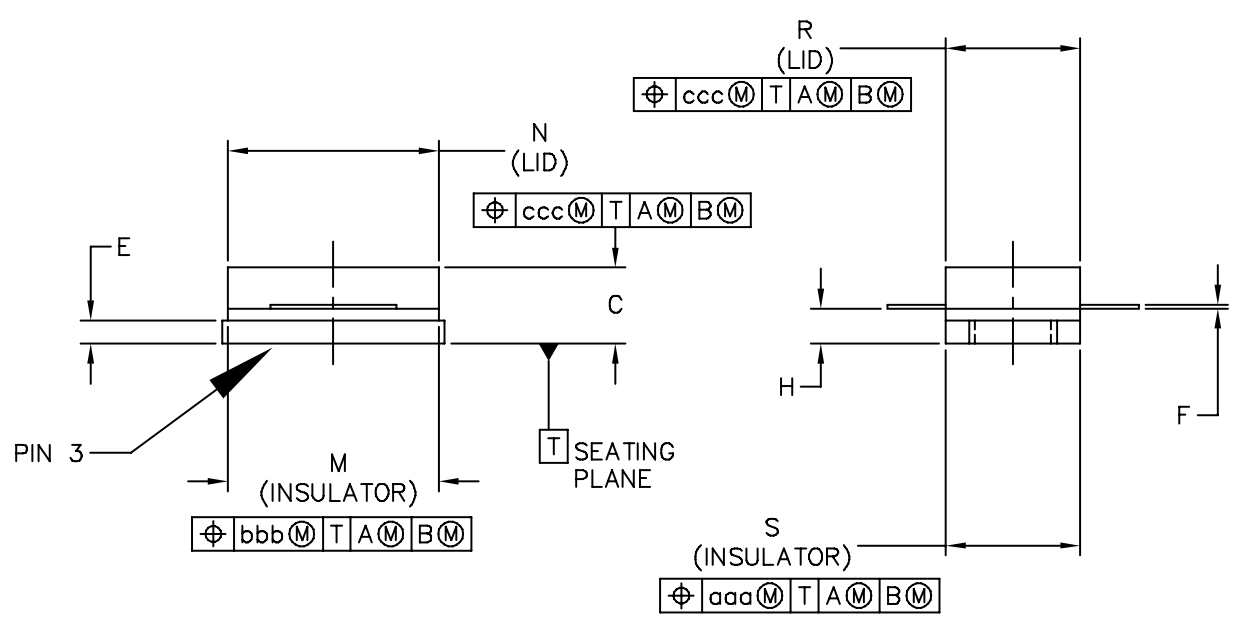 R
(LID)
⌖ ccc Ⓜ T A Ⓜ B Ⓜ
N
(LID)
⌖ ccc Ⓜ T A Ⓜ B Ⓜ
E
C
H
F
PIN 3
T SEATING
PLANE
M
(INSULATOR)
⌖ bbb Ⓜ T A Ⓜ B Ⓜ
S
(INSULATOR)
⌖ aaa Ⓜ T A Ⓜ B Ⓜ